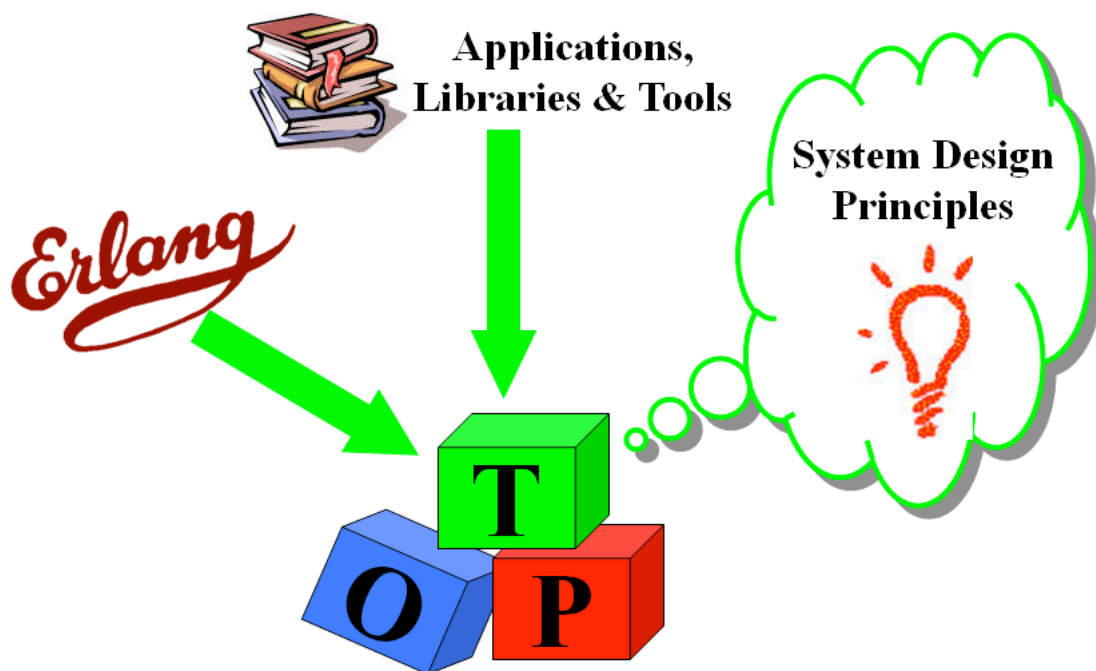 Applications,
Libraries & Tools
System Design
Principles
Erlang
T
O
P